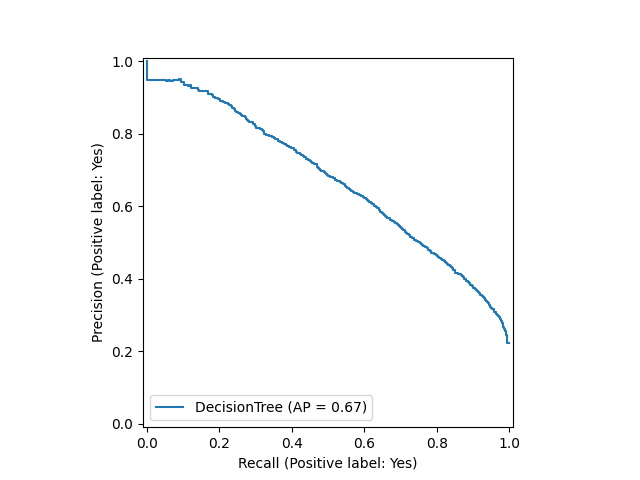 1.0
0.8
0.6
0.4
0.2
0.0
Precision (Positive label: Yes)
DecisionTree (AP = 0.67)
0.0 0.2 0.4 0.6 0.8 1.0
Recall (Positive label: Yes)